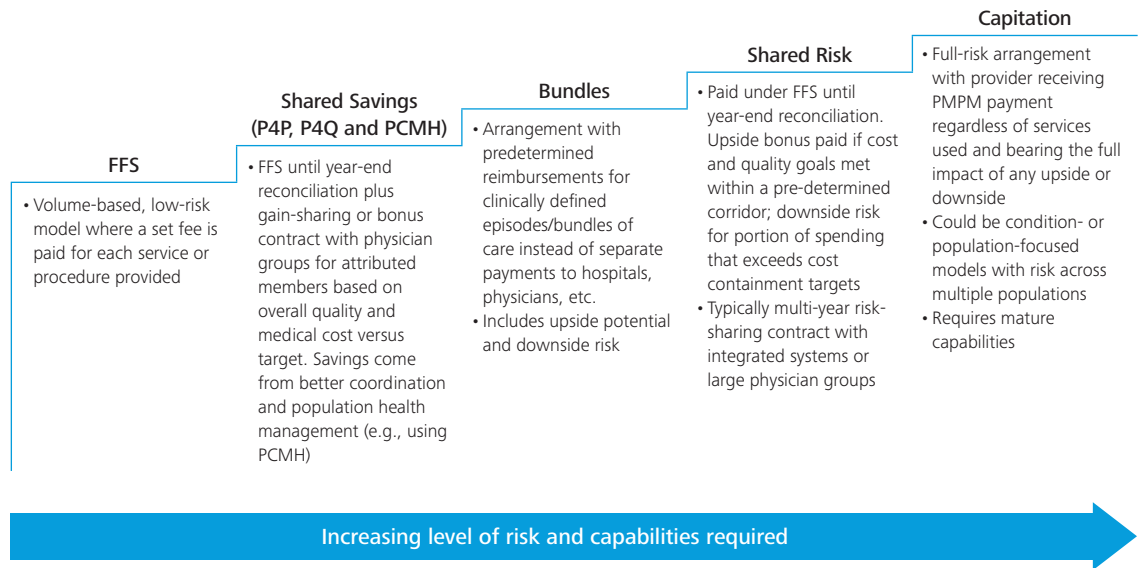 FFS
• Volume-based, low-risk
model where a set fee is
paid for each service or
procedure provided
Shared Savings
(P4P, P4Q and PCMH)
• FFS until year-end
reconciliation plus
gain-sharing or bonus
contract with physician
groups for attributed
members based on
overall quality and
medical cost versus
target. Savings come
from better coordination
and population health
management (e.g., using
PCMH)
Bundles
• Arrangement with
predetermined
reimbursements for
clinically defined
episodes/bundles of
care instead of separate
payments to hospitals,
physicians, etc.
• Includes upside potential
and downside risk
Shared Risk
• Paid under FFS until
year-end reconciliation.
Upside bonus paid if cost
and quality goals met
within a pre-determined
corridor; downside risk
for portion of spending
that exceeds cost
containment targets
• Typically multi-year risk-
sharing contract with
integrated systems or
large physician groups
Capitation
• Full-risk arrangement
with provider receiving
PMPM payment
regardless of services
used and bearing the full
impact of any upside or
downside
• Could be condition- or
population-focused
models with risk across
multiple populations
• Requires mature
capabilities
Increasing level of risk and capabilities required